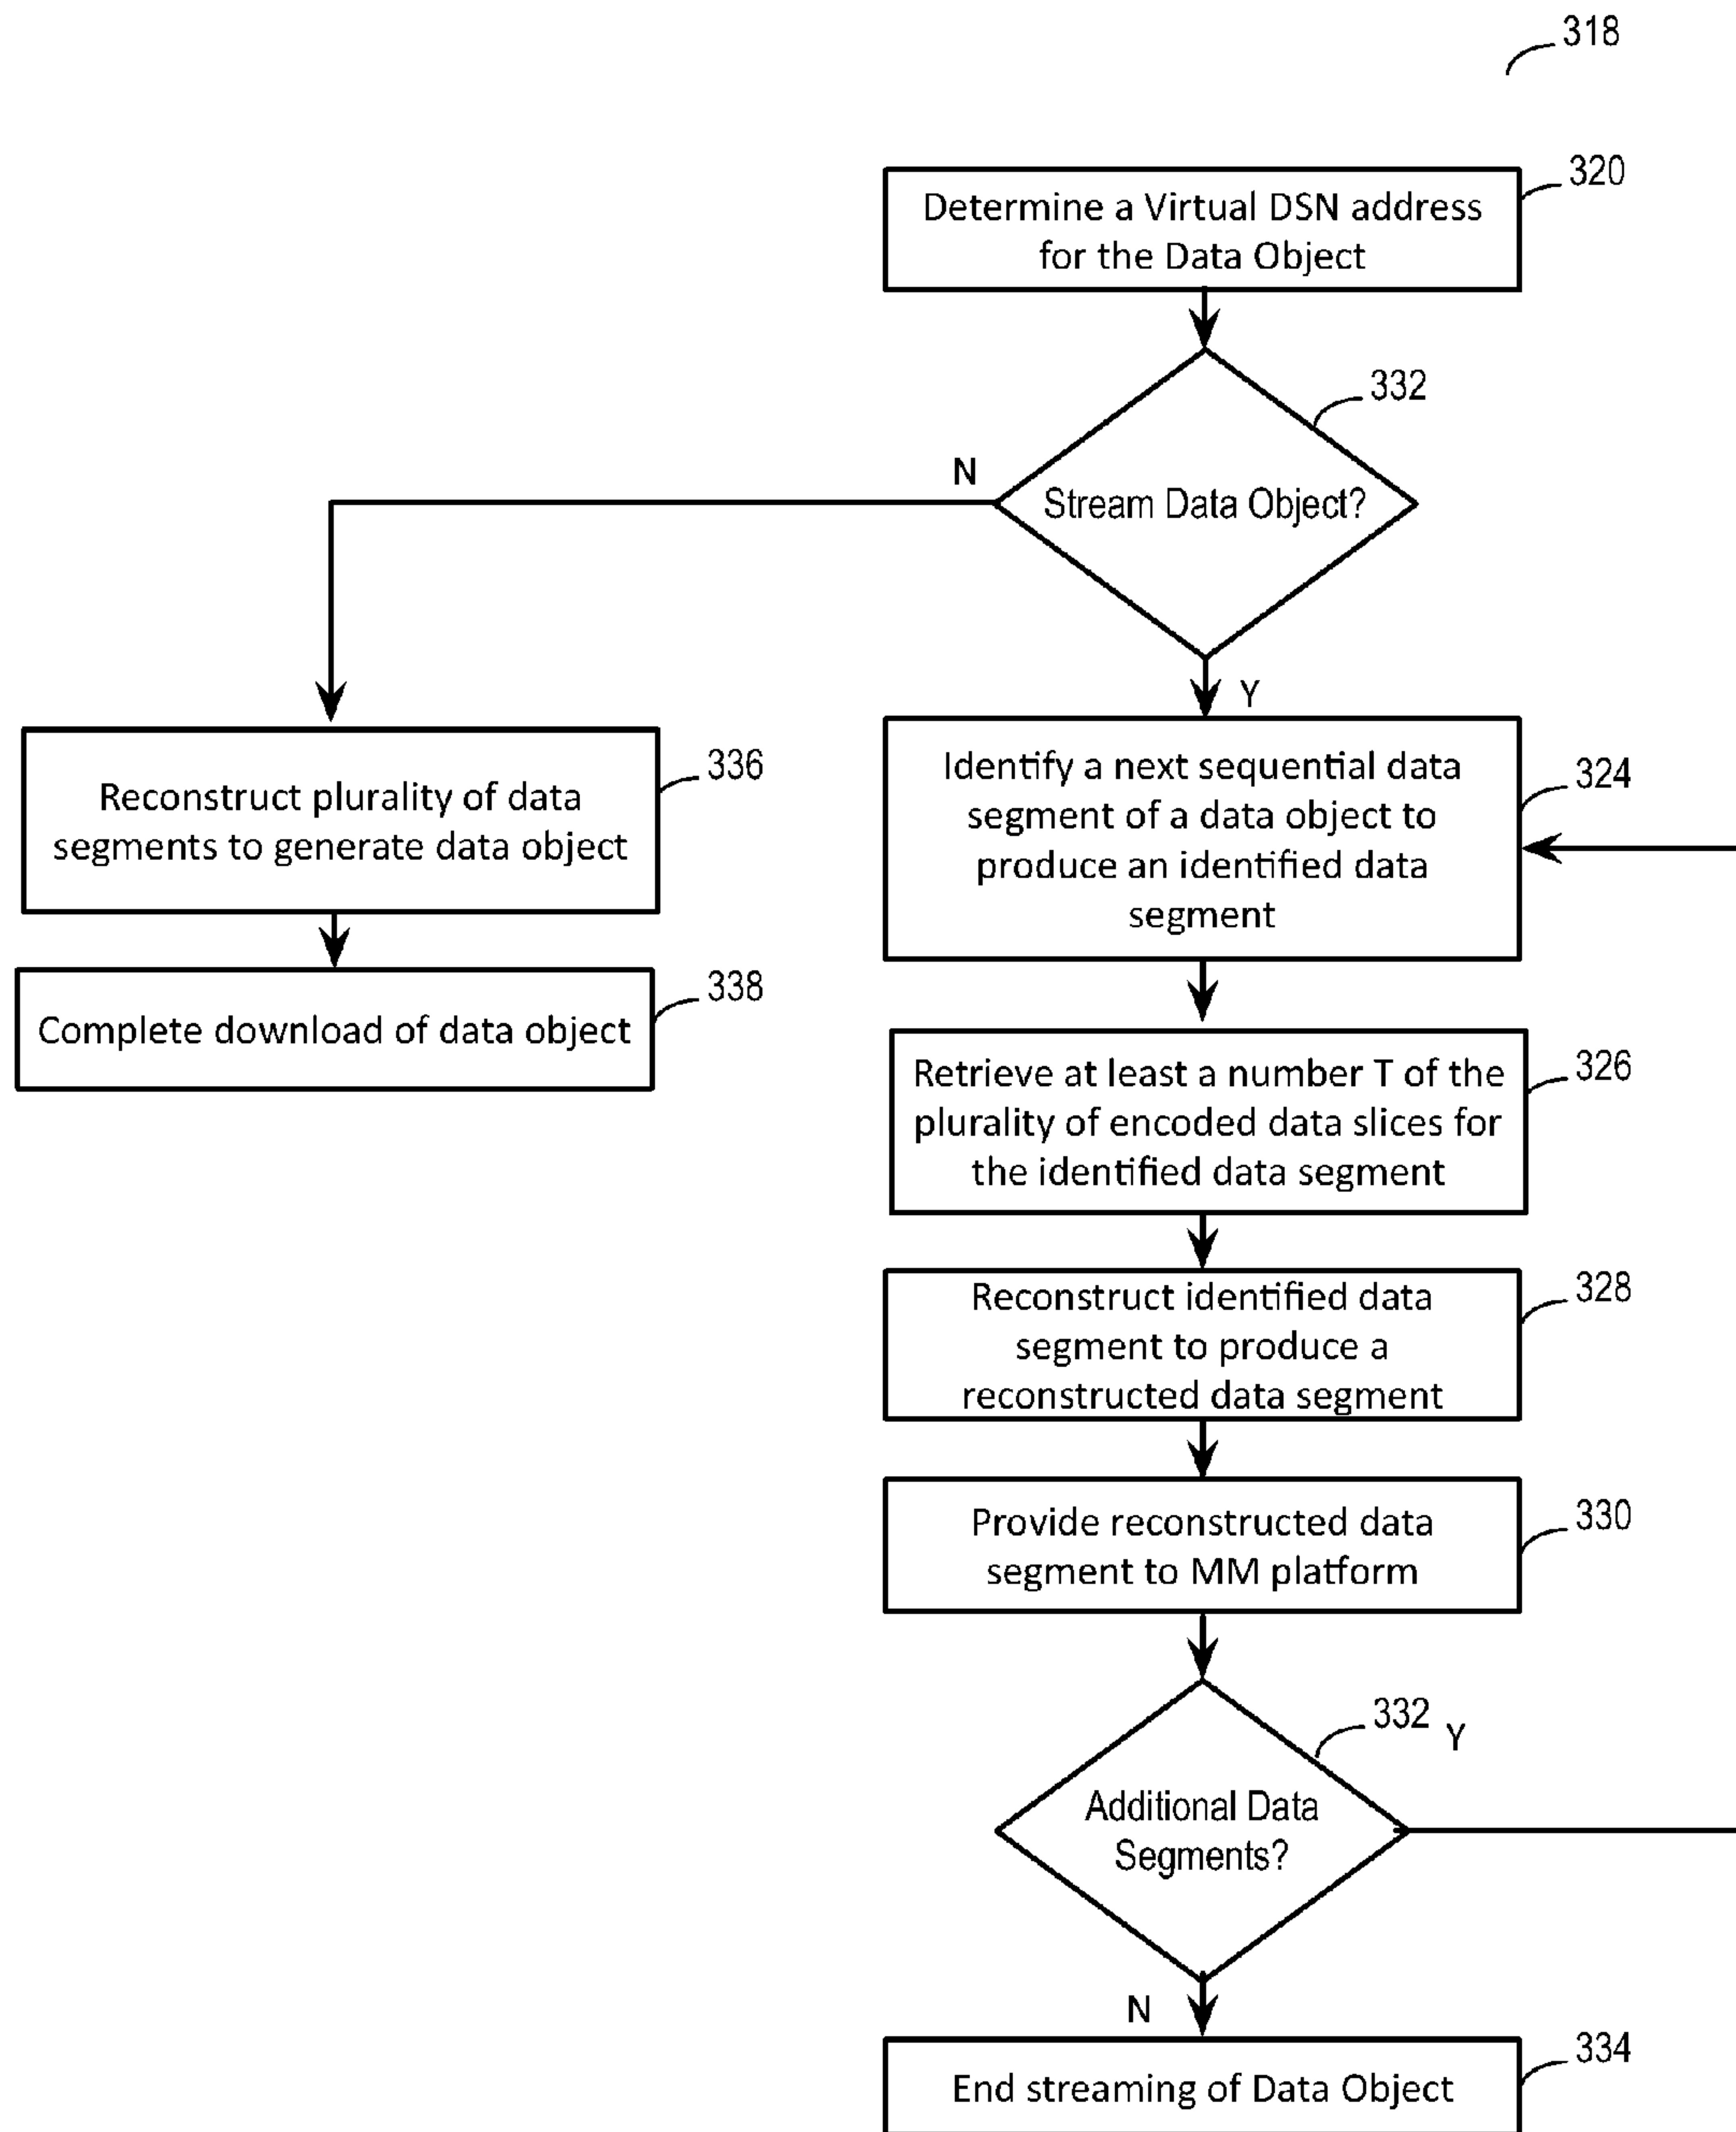 318
320
Determine a Virtual DSN address
for the Data Object
332
N
Stream Data Object?
Y
336
Reconstruct plurality of data
segments to generate data object
338
Complete download of data object
324
Identify a next sequential data
segment of a data object to
produce an identified data
segment
326
Retrieve at least a number T of the
plurality of encoded data slices for
the identified data segment
328
Reconstruct identified data
segment to produce a
reconstructed data segment
330
Provide reconstructed data
segment to MM platform
332
Y
Additional Data
Segments?
N
334
End streaming of Data Object